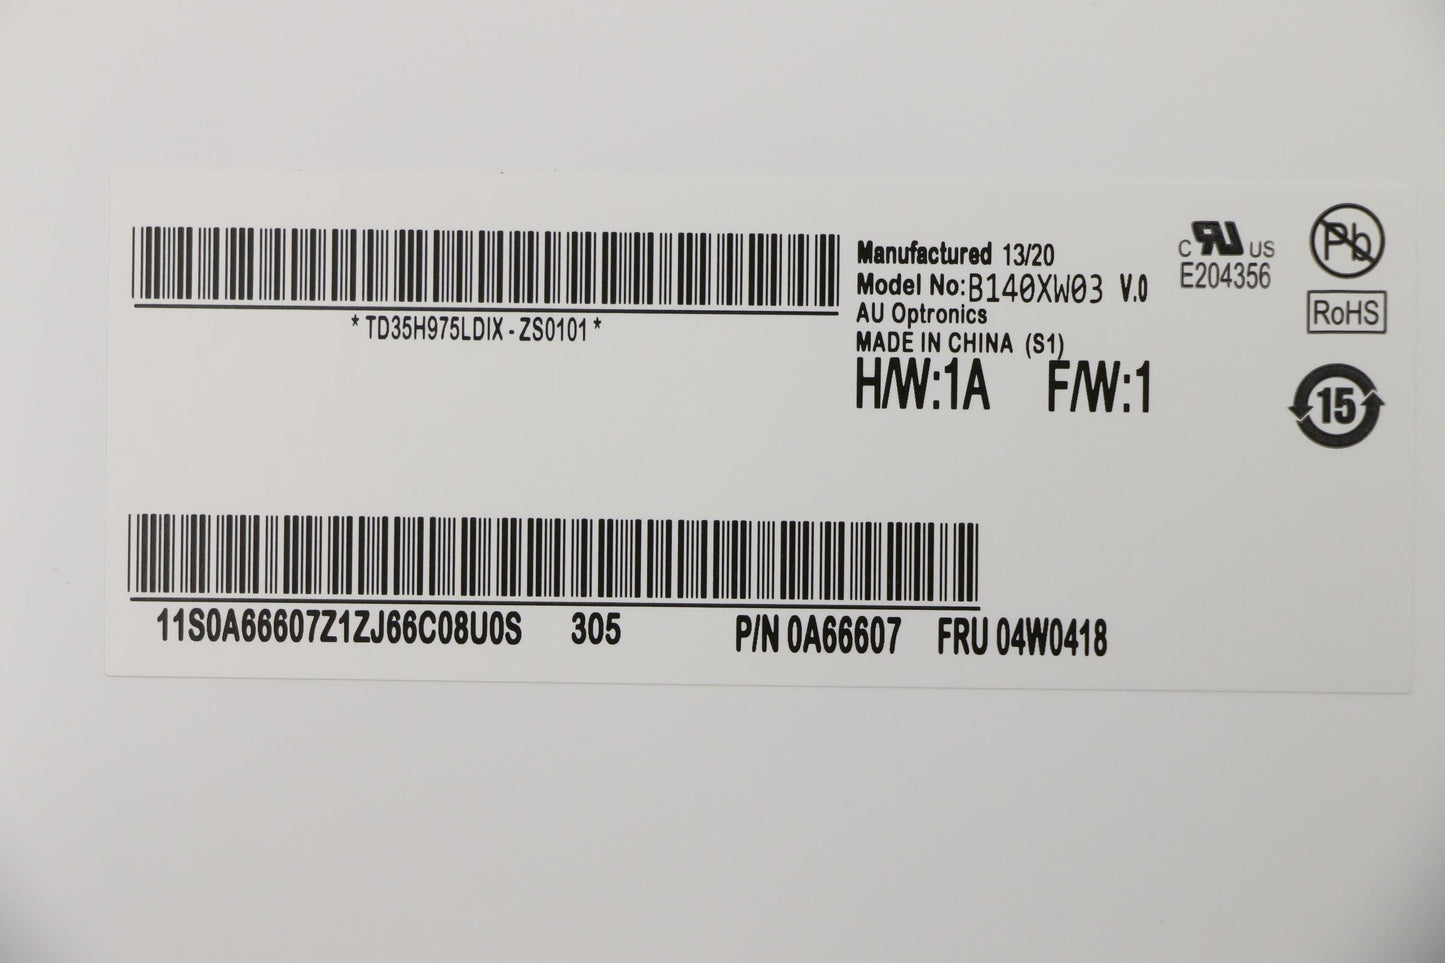 *TD35H975LDIX-ZS0101*
Manufactured 13/20
Model No:B140XW03 V.0
AU Optronics
MADE IN CHINA (S1)
H/W:1A F/W:1
C RU US
E204356
Pb
RoHS
15
11S0A66607Z1ZJ66C08U0S 305 P/N 0A66607 FRU 04W0418